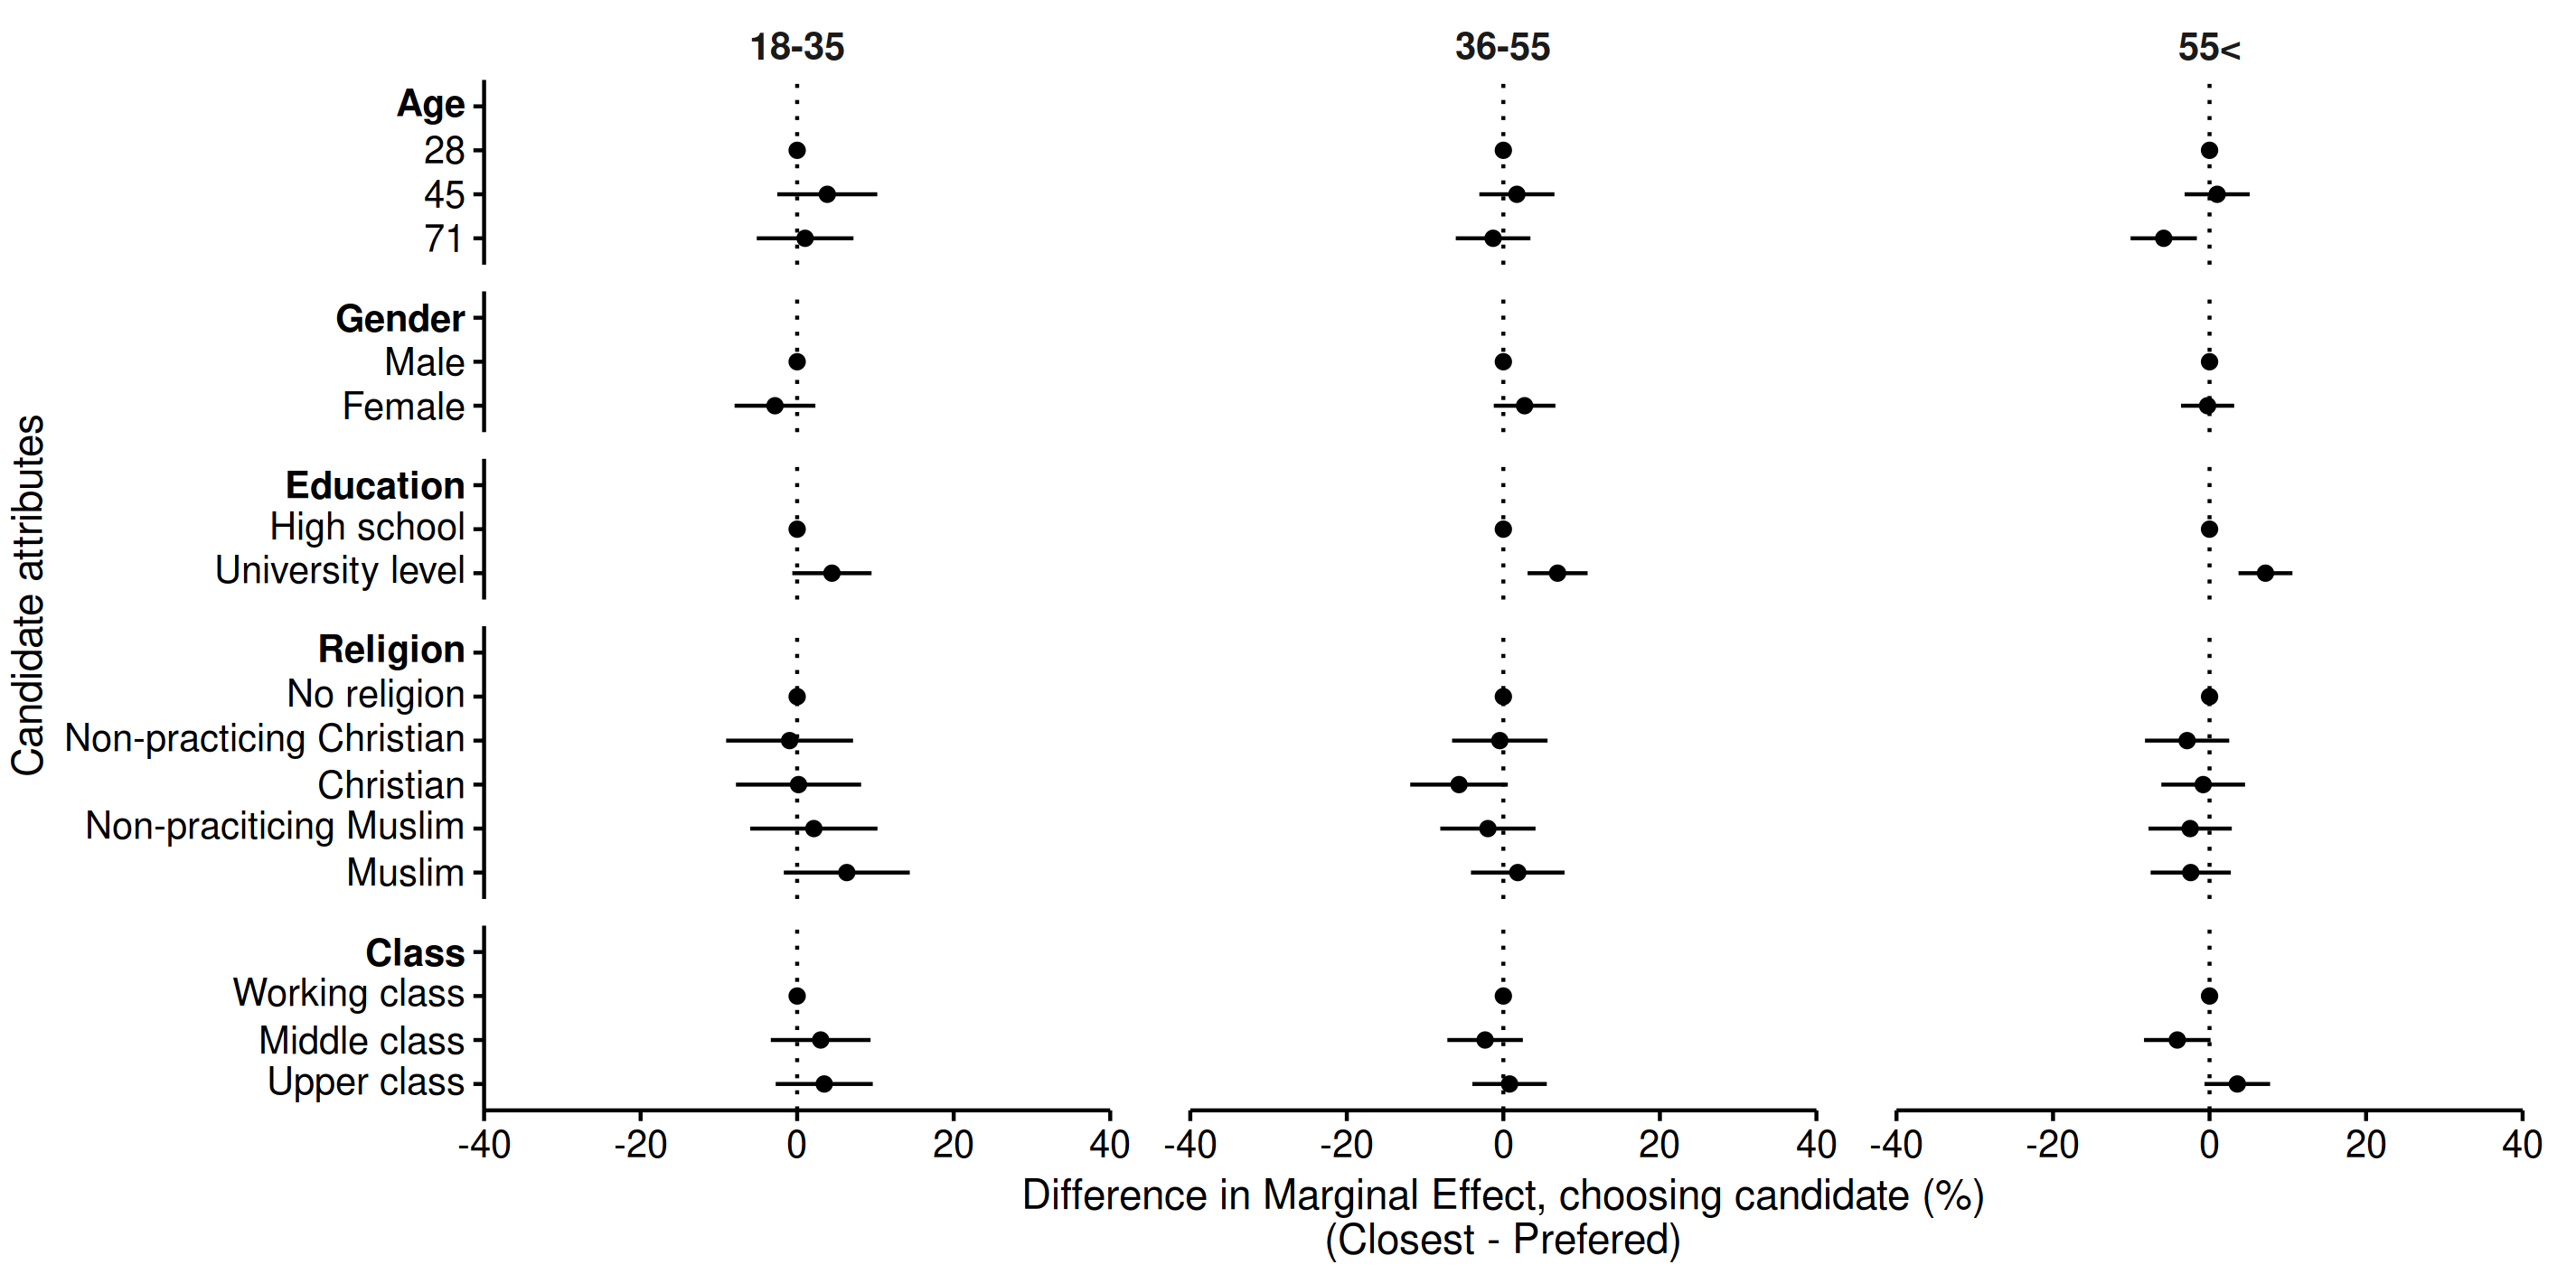 18-35
36-55
55<
Candidate attributes
Age
28
45
71
Gender
Male
Female
Education
High school
University level
Religion
No religion
Non-practicing Christian
Christian
Non-praciticing Muslim
Muslim
Class
Working class
Middle class
Upper class
-40 -20 0 20 40 -40 -20 0 20 40 -40 -20 0 20 40
Difference in Marginal Effect, choosing candidate (%)
(Closest - Prefered)